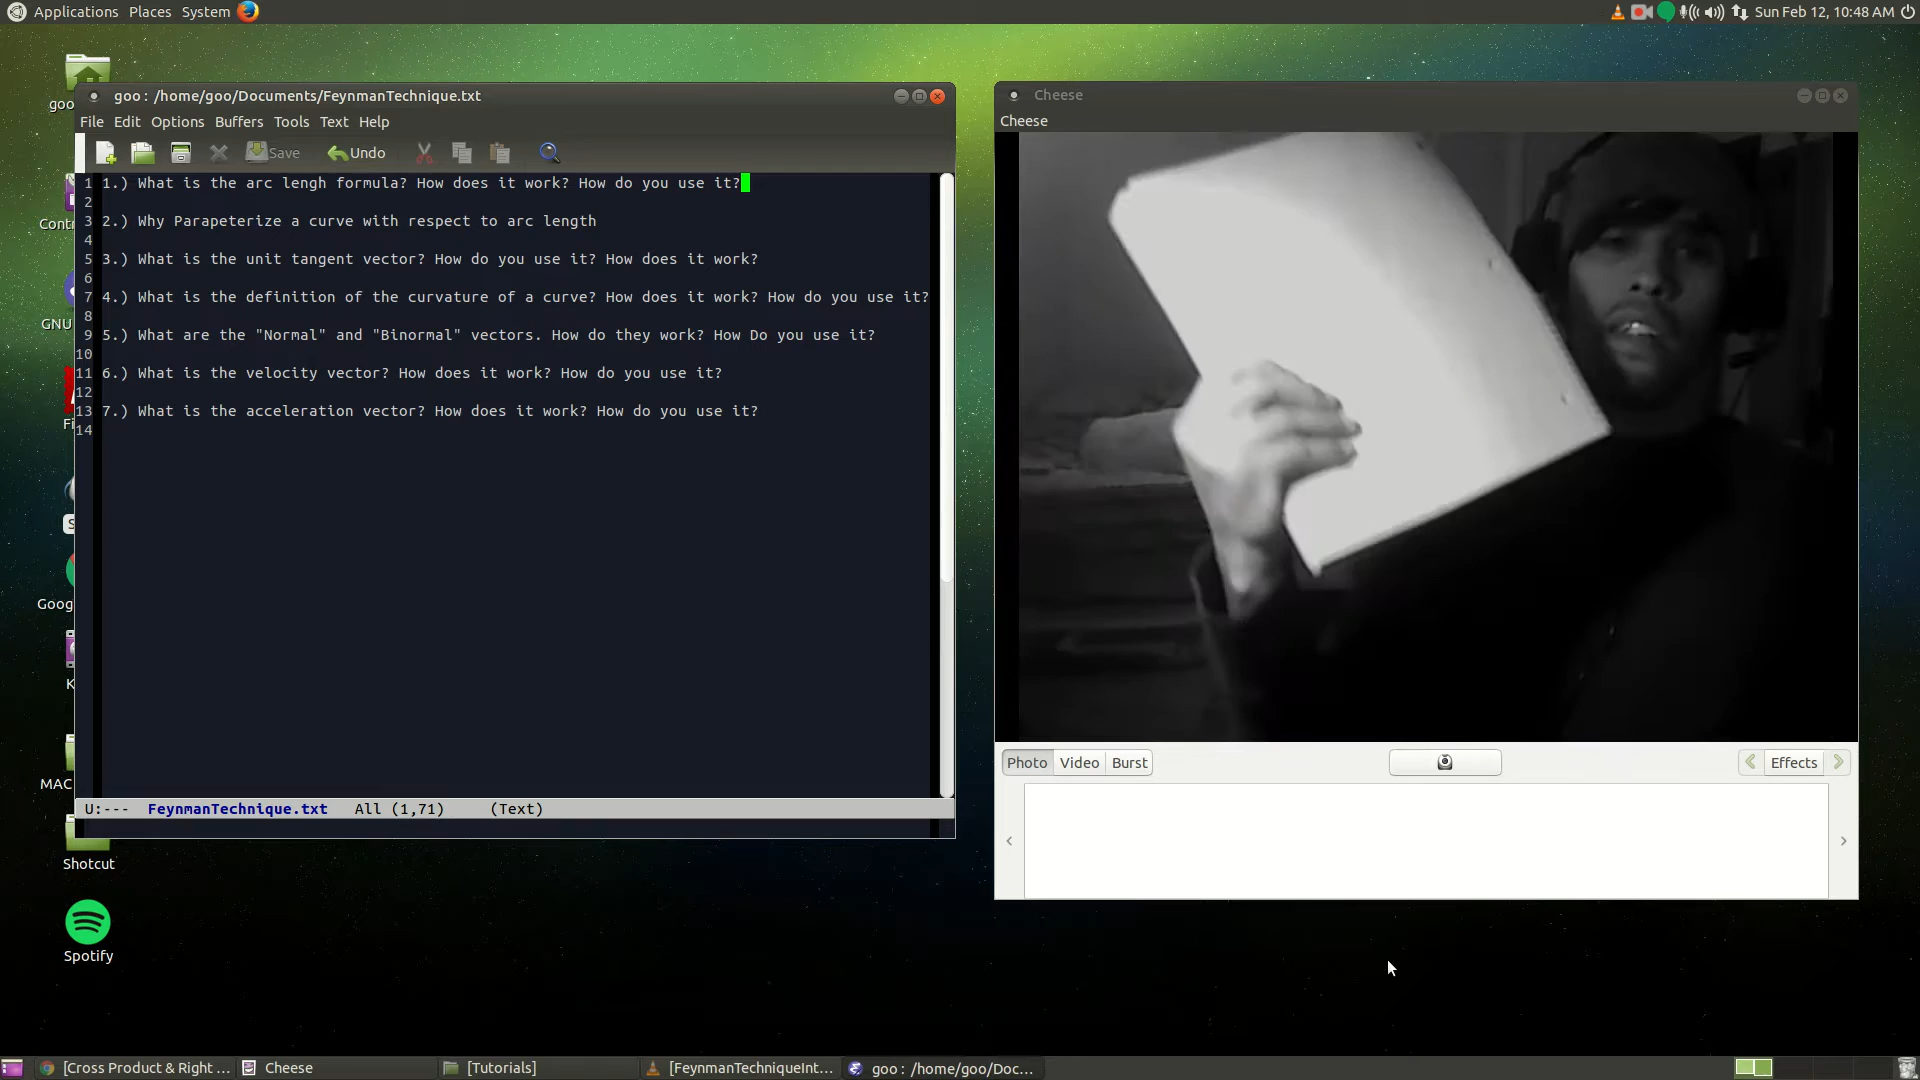 Applications Places System
Sun Feb 12, 10:48 AM
goo
goo : /home/goo/Documents/FeynmanTechnique.txt
File Edit Options Buffers Tools Text Help
Save Undo
1 1.) What is the arc lengh formula? How does it work? How do you use it?
2
3 2.) Why Parapeterize a curve with respect to arc length
4
5 3.) What is the unit tangent vector? How do you use it? How does it work?
6
7 4.) What is the definition of the curvature of a curve? How does it work? How do you use it?
8
9 5.) What are the "Normal" and "Binormal" vectors. How do they work? How Do you use it?
10
11 6.) What is the velocity vector? How does it work? How do you use it?
12
13 7.) What is the acceleration vector? How does it work? How do you use it?
14
U:--- FeynmanTechnique.txt All (1,71) (Text)
Cont
GNU
Fi
S
Goog
K
MAC
Shotcut
Spotify
Cheese
Cheese
Photo Video Burst
Effects
[Cross Product & Right ...
Cheese
[Tutorials]
[FeynmanTechniqueInt...
goo : /home/goo/Doc...